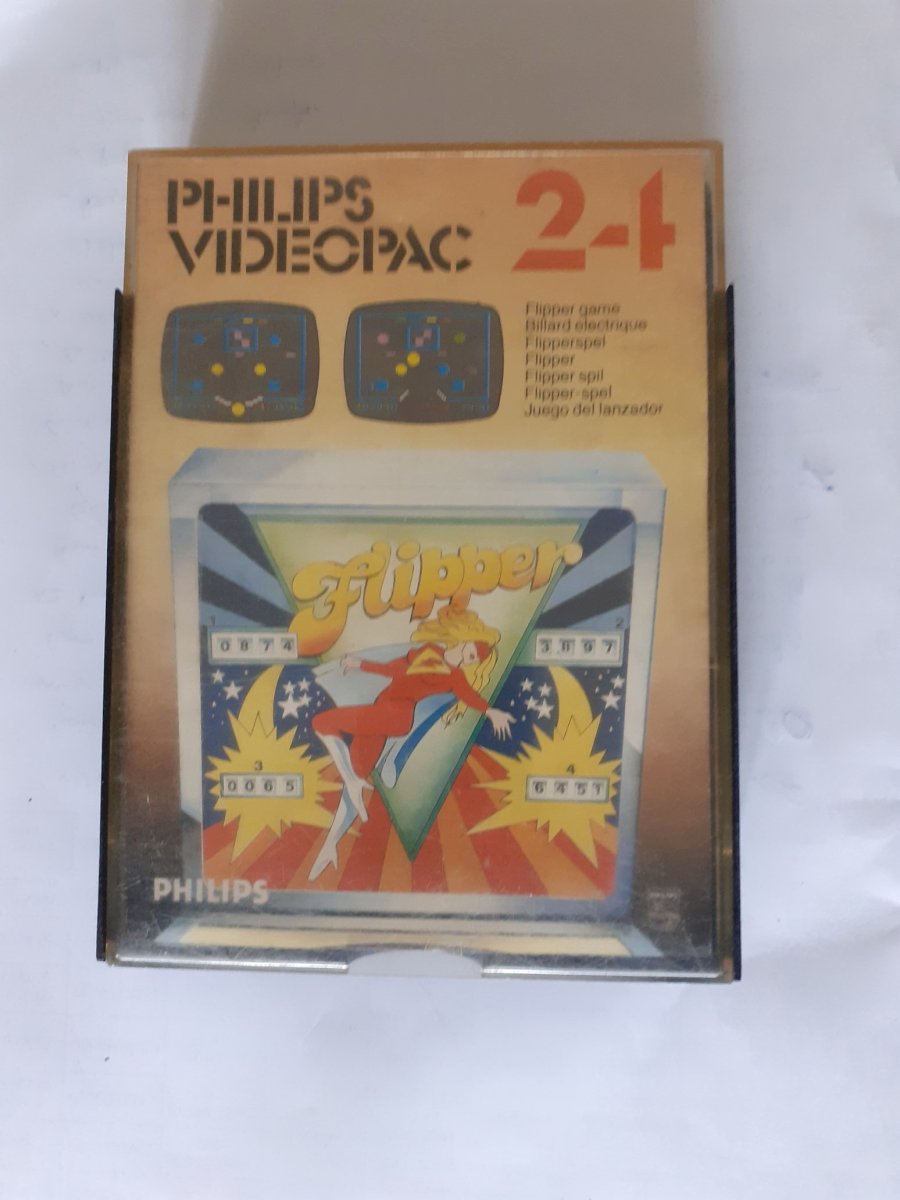 PHILIPS
VIDEOPAC
24
Flipper game
Billard électrique
Flipperspel
Flipper
Flipper spil
Flipper-spel
Juego del lanzador
Flipper
1
0874
2
3897
3
0065
4
6451
PHILIPS